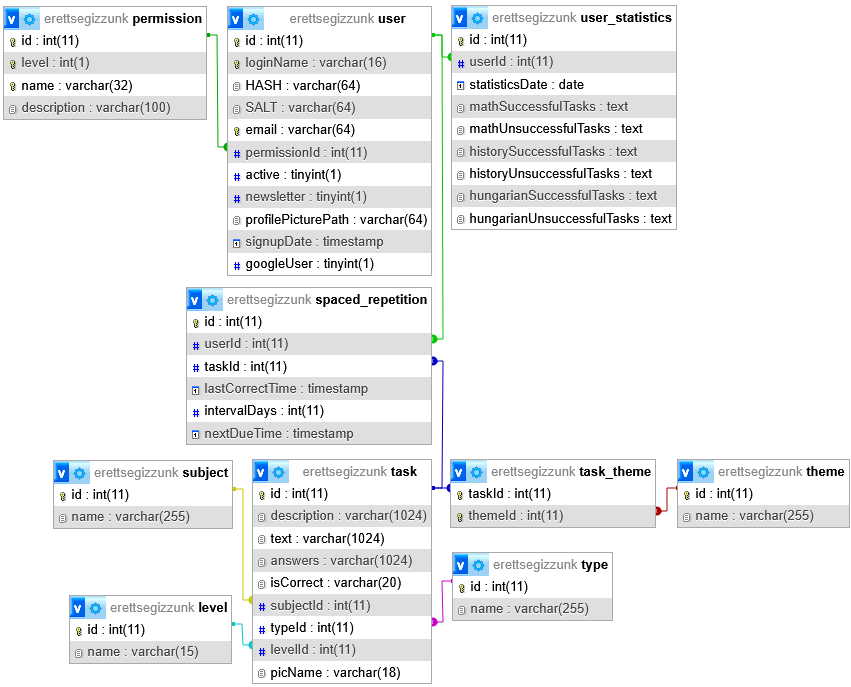 erettsegizzunk permission
id : int(11)
level : int(1)
name : varchar(32)
description : varchar(100)
erettsegizzunk user
id : int(11)
loginName : varchar(16)
HASH : varchar(64)
SALT : varchar(64)
email : varchar(64)
permissionId : int(11)
active : tinyint(1)
newsletter : tinyint(1)
profilePicturePath : varchar(64)
signupDate : timestamp
googleUser : tinyint(1)
erettsegizzunk user_statistics
id : int(11)
userId : int(11)
statisticsDate : date
mathSuccessfulTasks : text
mathUnsuccessfulTasks : text
historySuccessfulTasks : text
historyUnsuccessfulTasks : text
hungarianSuccessfulTasks : text
hungarianUnsuccessfulTasks : text
erettsegizzunk spaced_repetition
id : int(11)
userId : int(11)
taskId : int(11)
lastCorrectTime : timestamp
intervalDays : int(11)
nextDueTime : timestamp
erettsegizzunk subject
id : int(11)
name : varchar(255)
erettsegizzunk task
id : int(11)
description : varchar(1024)
text : varchar(1024)
answers : varchar(1024)
isCorrect : varchar(20)
subjectId : int(11)
typeId : int(11)
levelId : int(11)
picName : varchar(18)
erettsegizzunk task_theme
taskId : int(11)
themeId : int(11)
erettsegizzunk theme
id : int(11)
name : varchar(255)
erettsegizzunk type
id : int(11)
name : varchar(255)
erettsegizzunk level
id : int(11)
name : varchar(15)